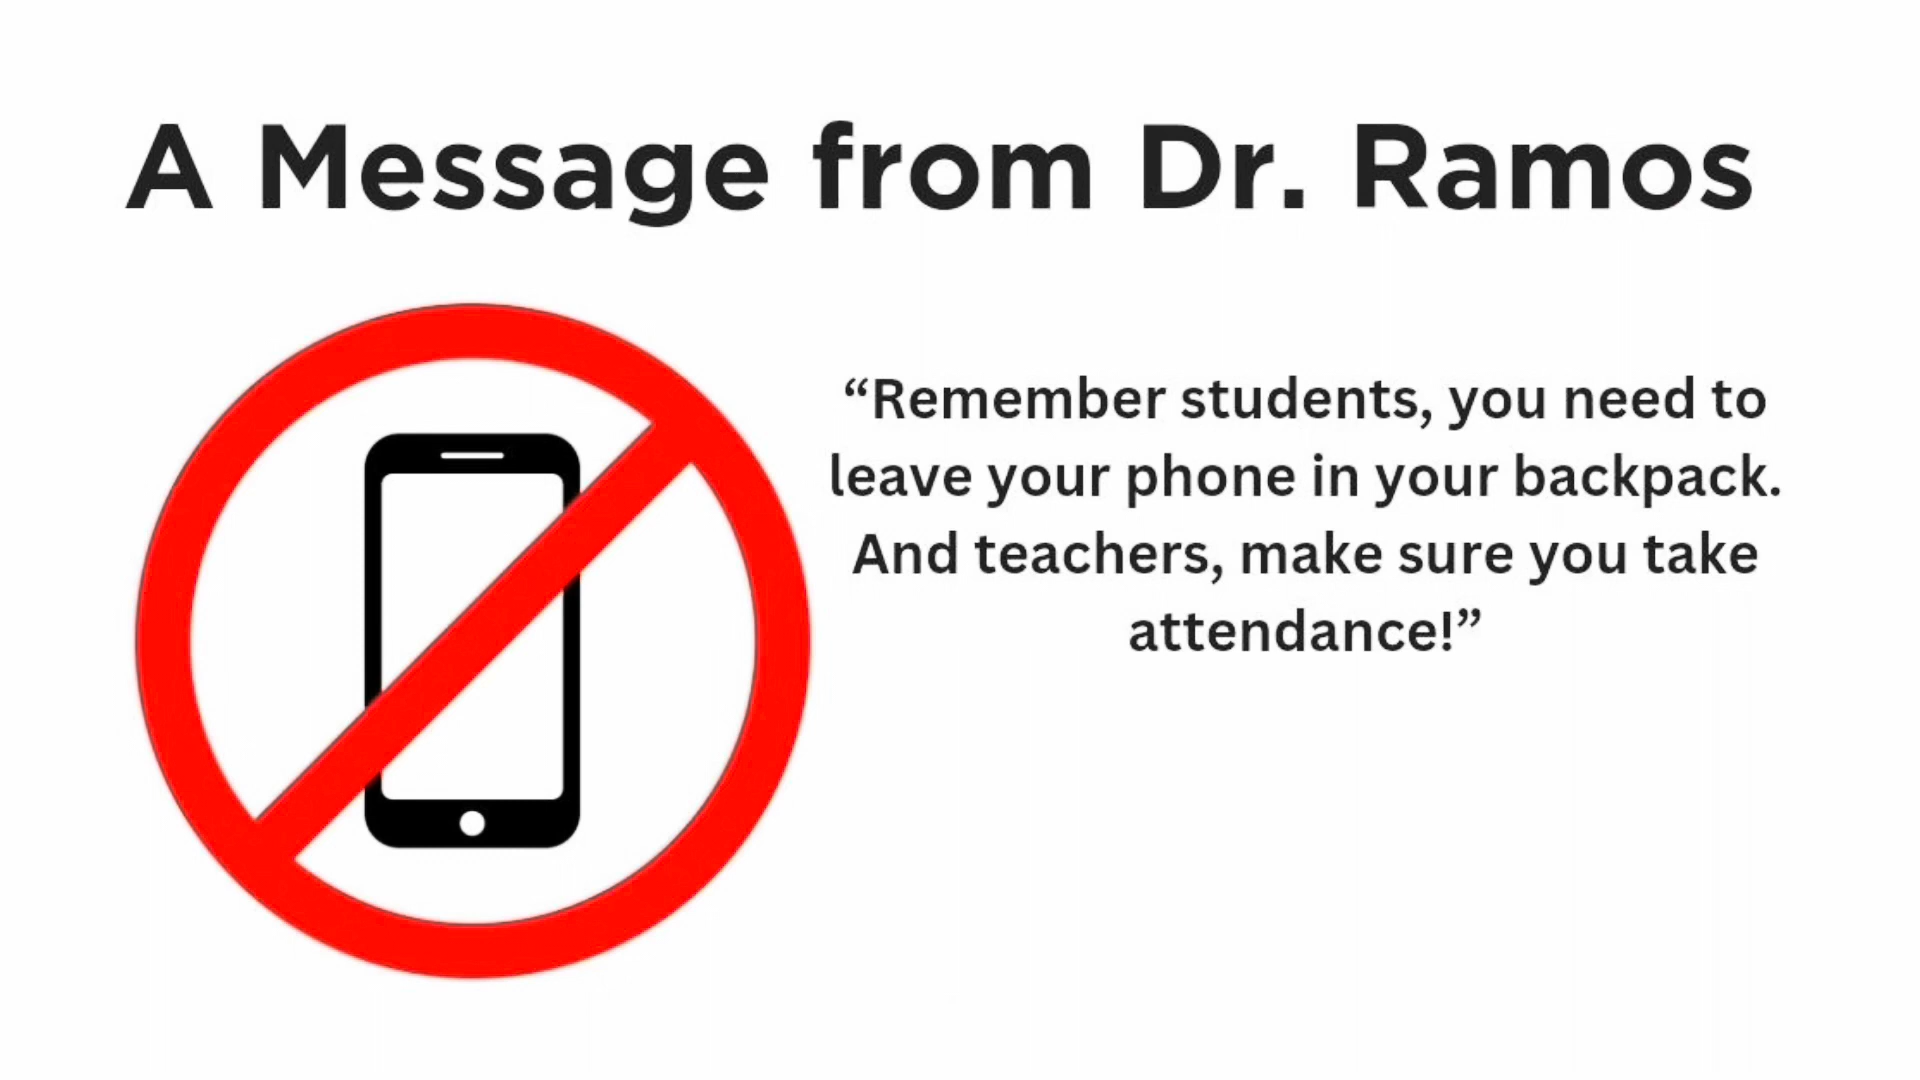 A Message from Dr. Ramos
“Remember students, you need to
leave your phone in your backpack.
And teachers, make sure you take
attendance!”